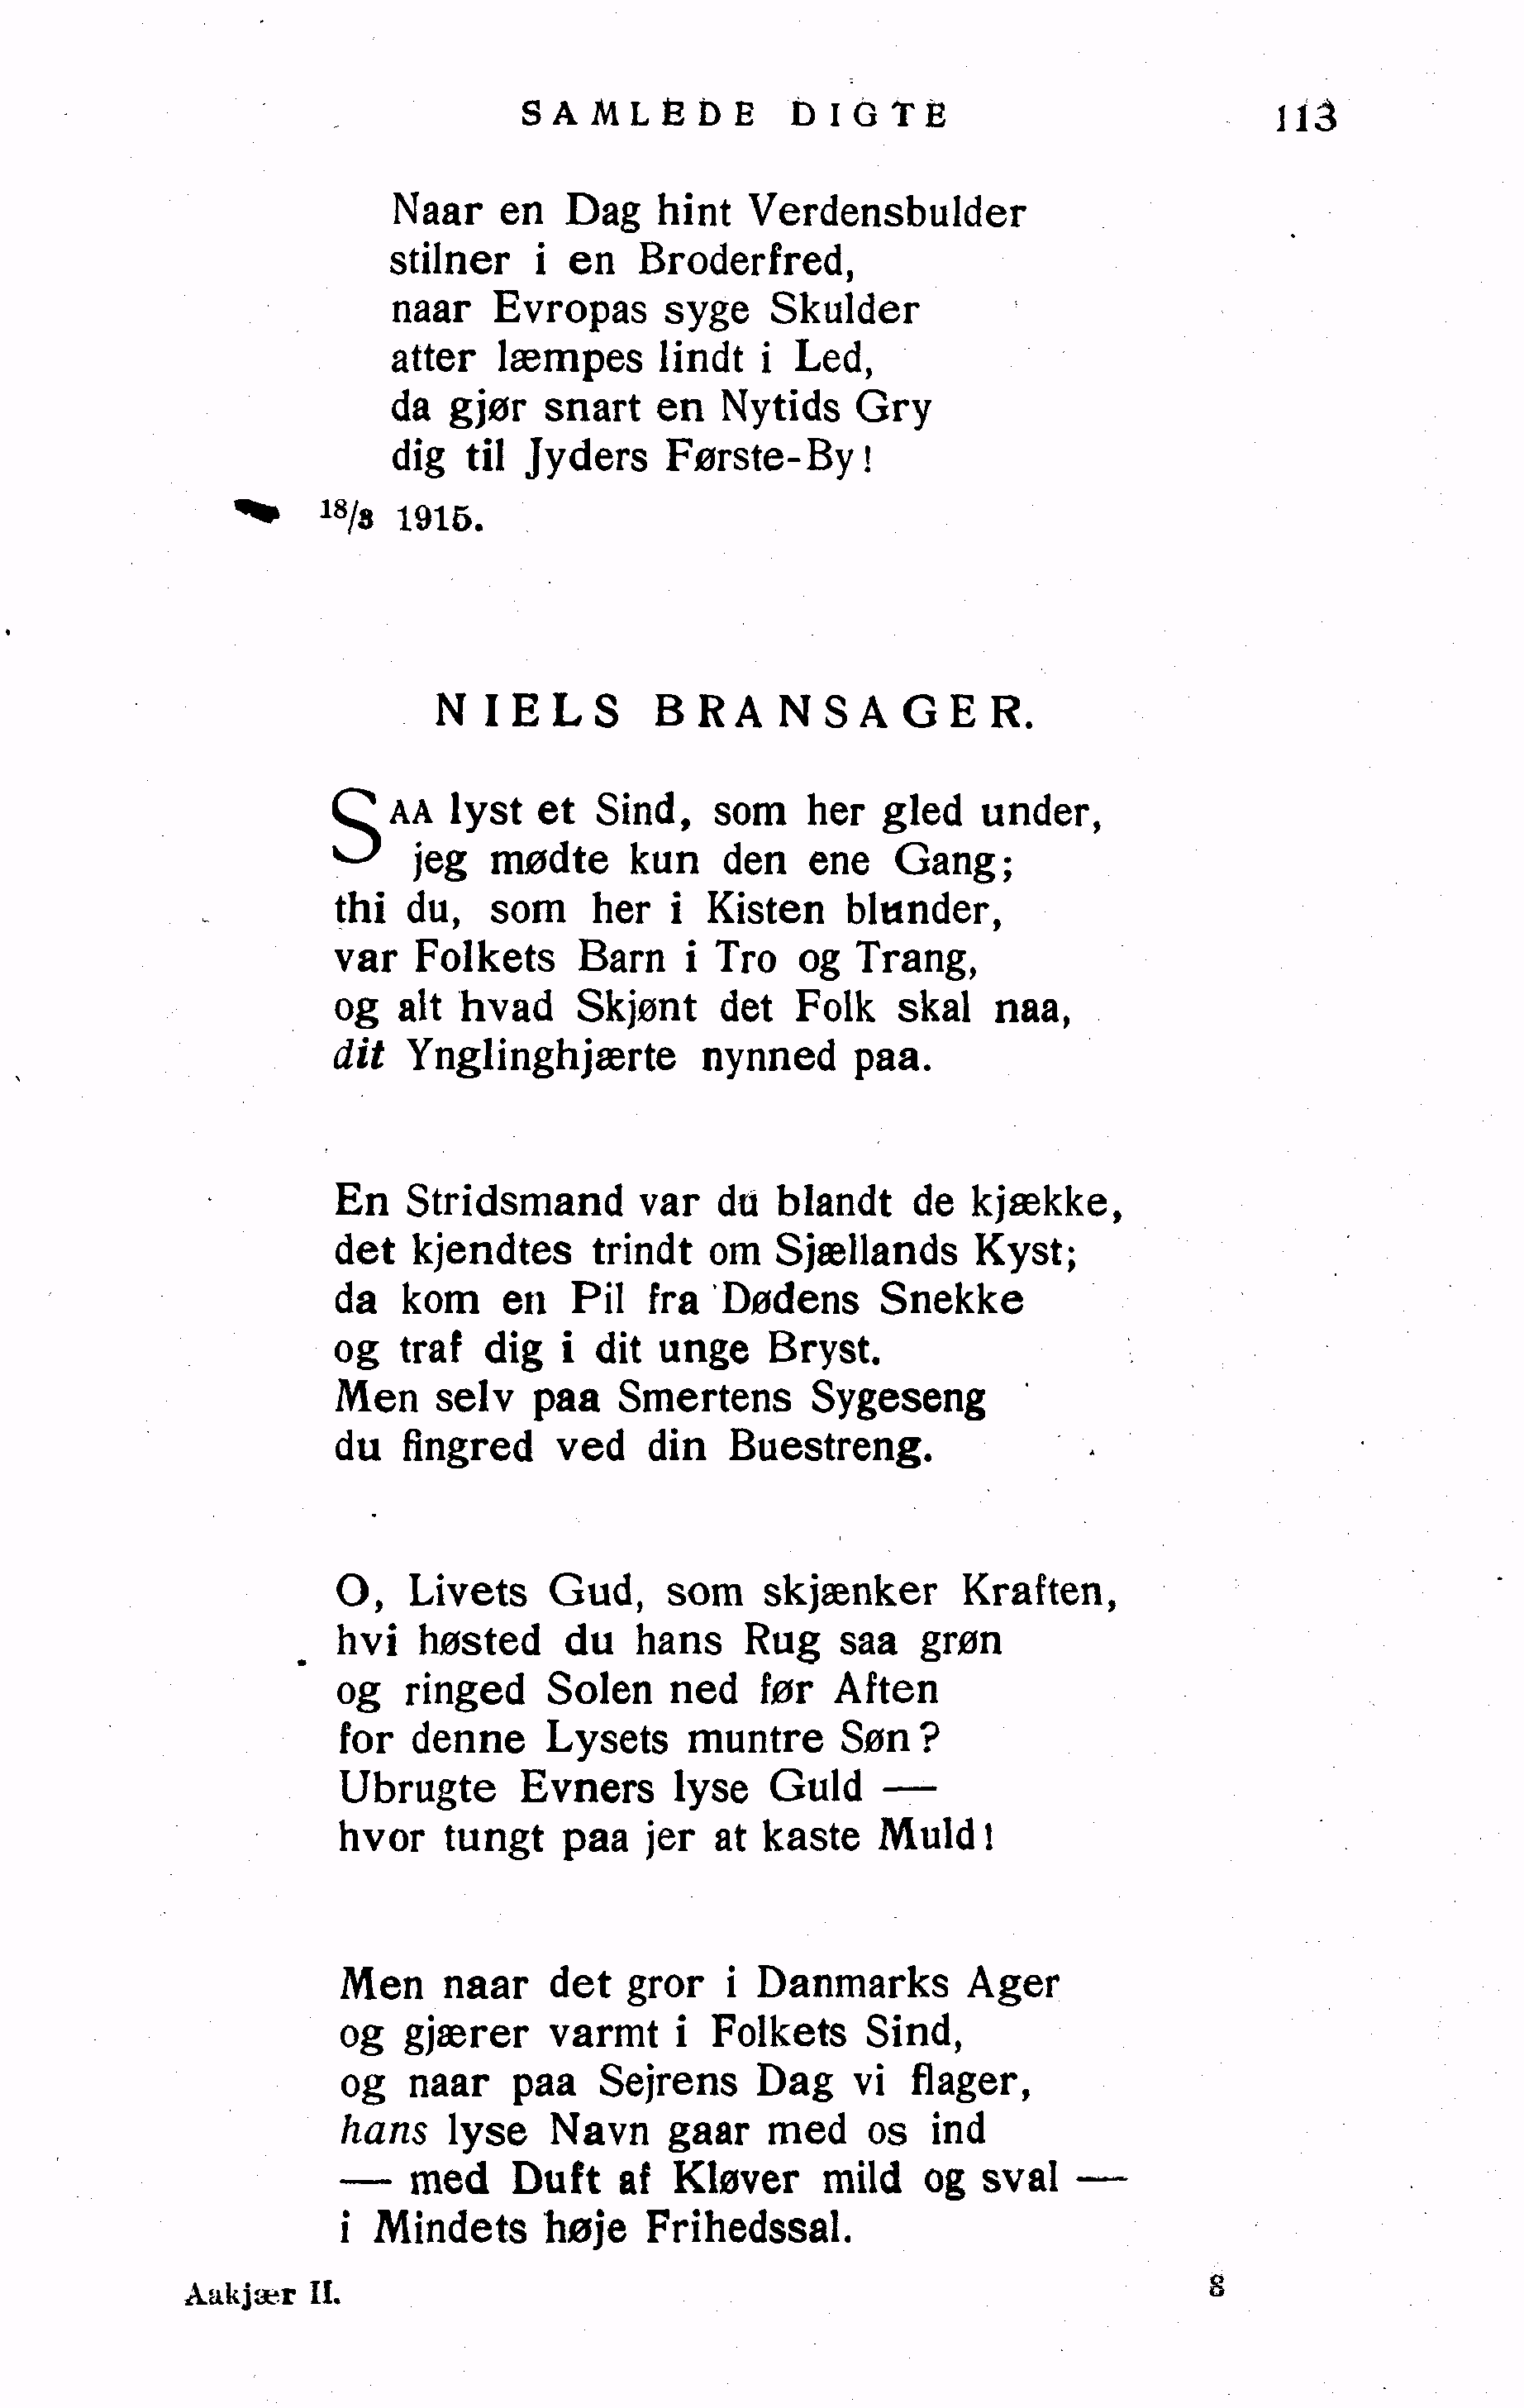 SAMLEDE DIGTE 113
Naar en Dag hint Verdensbulder
stilner i en Broderfred,
naar Evropas syge Skulder
atter læmpes lindt i Led,
da gjør snart en Nytids Gry
dig til Jyders Første-By!
18/3 1915.
NIELS BRANSAGER.
SAA lyst et Sind, som her gled under,
jeg mødte kun den ene Gang;
thi du, som her i Kisten blunder,
var Folkets Barn i Tro og Trang,
og alt hvad Skjønt det Folk skal naa,
dit Ynglinghjærte nynned paa.
En Stridsmand var du blandt de kjække,
det kjendtes trindt om Sjællands Kyst;
da kom en Pil fra Dødens Snekke
og traf dig i dit unge Bryst.
Men selv paa Smertens Sygeseng
du fingred ved din Buestreng.
O, Livets Gud, som skjænker Kraften,
hvi høsted du hans Rug saa grøn
og ringed Solen ned før Aften
for denne Lysets muntre Søn?
Ubrugte Evners lyse Guld —
hvor tungt paa jer at kaste Muld!
Men naar det gror i Danmarks Ager
og gjærer varmt i Folkets Sind,
og naar paa Sejrens Dag vi flager,
hans lyse Navn gaar med os ind
— med Duft af Kløver mild og sval —
i Mindets høje Frihedssal.
Aakjær II. 8